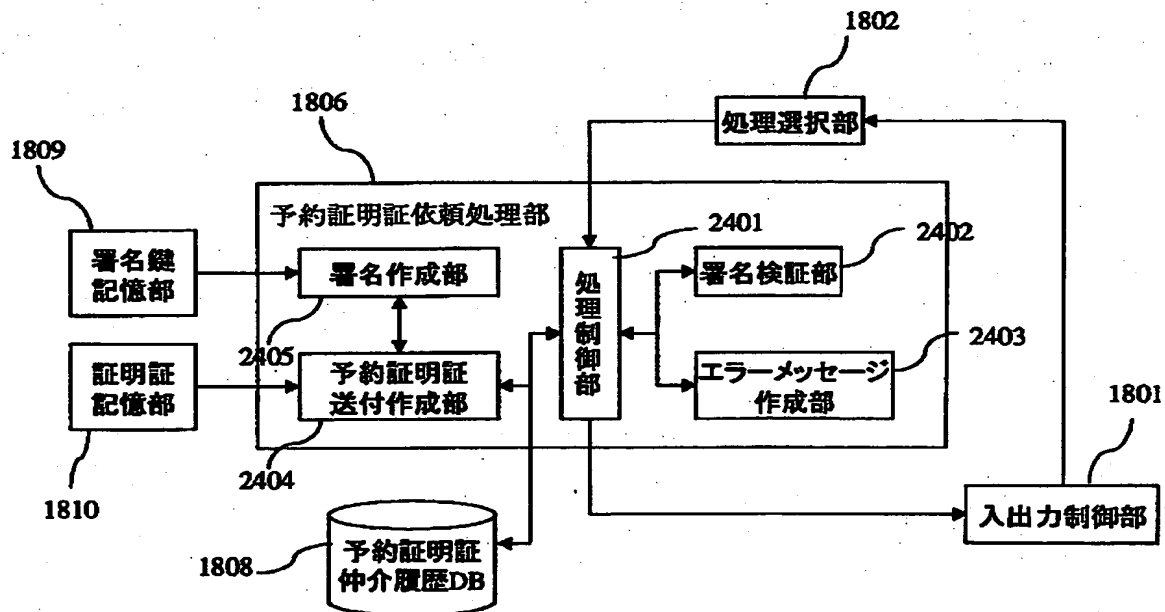 1802
1806
処理選択部
1809
予約証明証依頼処理部
2401
2402
署名鍵
記憶部
署名作成部
処理制御部
署名検証部
2405
2403
証明証
記憶部
予約証明証
送付作成部
エラーメッセージ
作成部
1801
2404
1810
入出力制御部
1808
予約証明証
仲介履歴DB